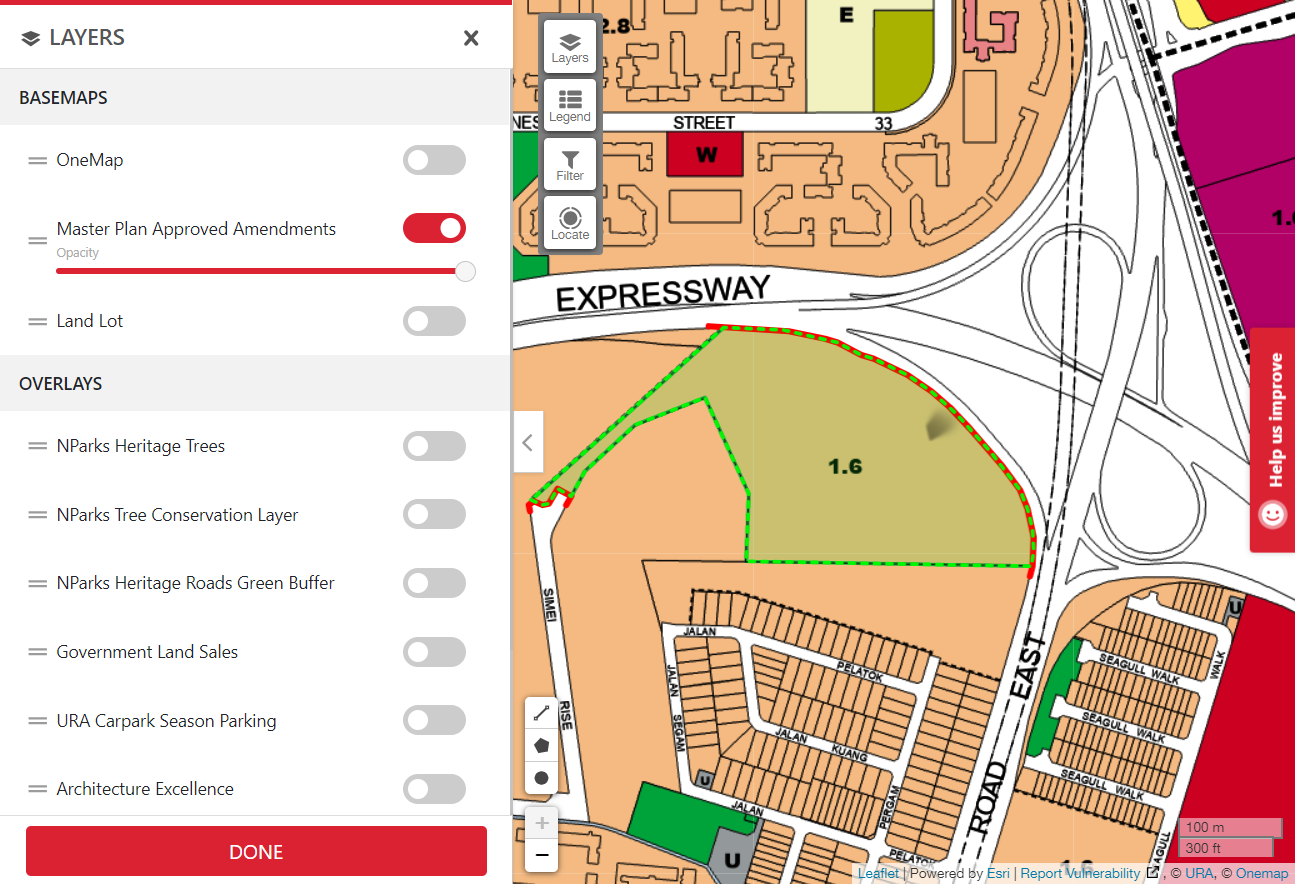 LAYERS
BASEMAPS
OneMap
Master Plan Approved Amendments
Opacity
Land Lot
OVERLAYS
NParks Heritage Trees
NParks Tree Conservation Layer
NParks Heritage Roads Green Buffer
Government Land Sales
URA Carpark Season Parking
Architecture Excellence
DONE
Layers
Legend
Filter
Locate
2.8
E
STREET
33
W
EXPRESSWAY
1.6
SIMEI
RISE
JALAN
PELATOK
JALAN
SEGAM
JALAN
KUANG
JALAN
PERGAM
PELATOK
EAST
ROAD
U
U
U
SEAGULL WALK
SEAGULL WALK
SEAGULL WALK
WALK
SEAGULL
1.6
Help us improve
+
−
100 m
300 ft
Leaflet | Powered by Esri | Report Vulnerability , © URA, © Onemap